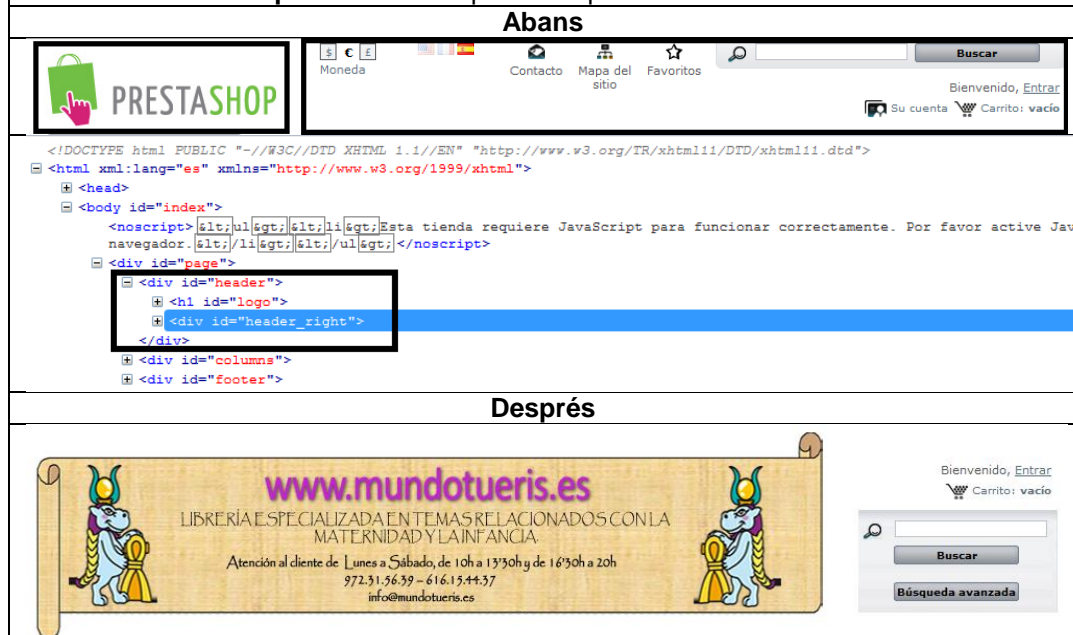 Abans
PRESTASHOP
$ € £
Moneda
Contacto
Mapa del sitio
Favoritos
Buscar
Bienvenido, Entrar
Su cuenta Carrito: vacío
<!DOCTYPE html PUBLIC "-//W3C//DTD XHTML 1.1//EN" "http://www.w3.org/TR/xhtml11/DTD/xhtml11.dtd">
<html xml:lang="es" xmlns="http://www.w3.org/1999/xhtml">
<head>
<body id="index">
<noscript>&lt;ul&gt;&lt;li&gt;Esta tienda requiere JavaScript para funcionar correctamente. Por favor active Jav
navegador.&lt;/li&gt;&lt;/ul&gt;</noscript>
<div id="page">
<div id="header">
<h1 id="logo">
<div id="header_right">
</div>
<div id="columns">
<div id="footer">
Després
www.mundotueris.es
LIBRERÍA ESPECIALIZADA EN TEMAS RELACIONADOS CON LA
MATERNIDAD Y LA INFANCIA
Atención al cliente de Lunes a Sábado, de 10h a 13'30h y de 16'30h a 20h
972.31.56.39 – 616.15.44.37
info@mundotueris.es
Bienvenido, Entrar
Carrito: vacío
Buscar
Búsqueda avanzada